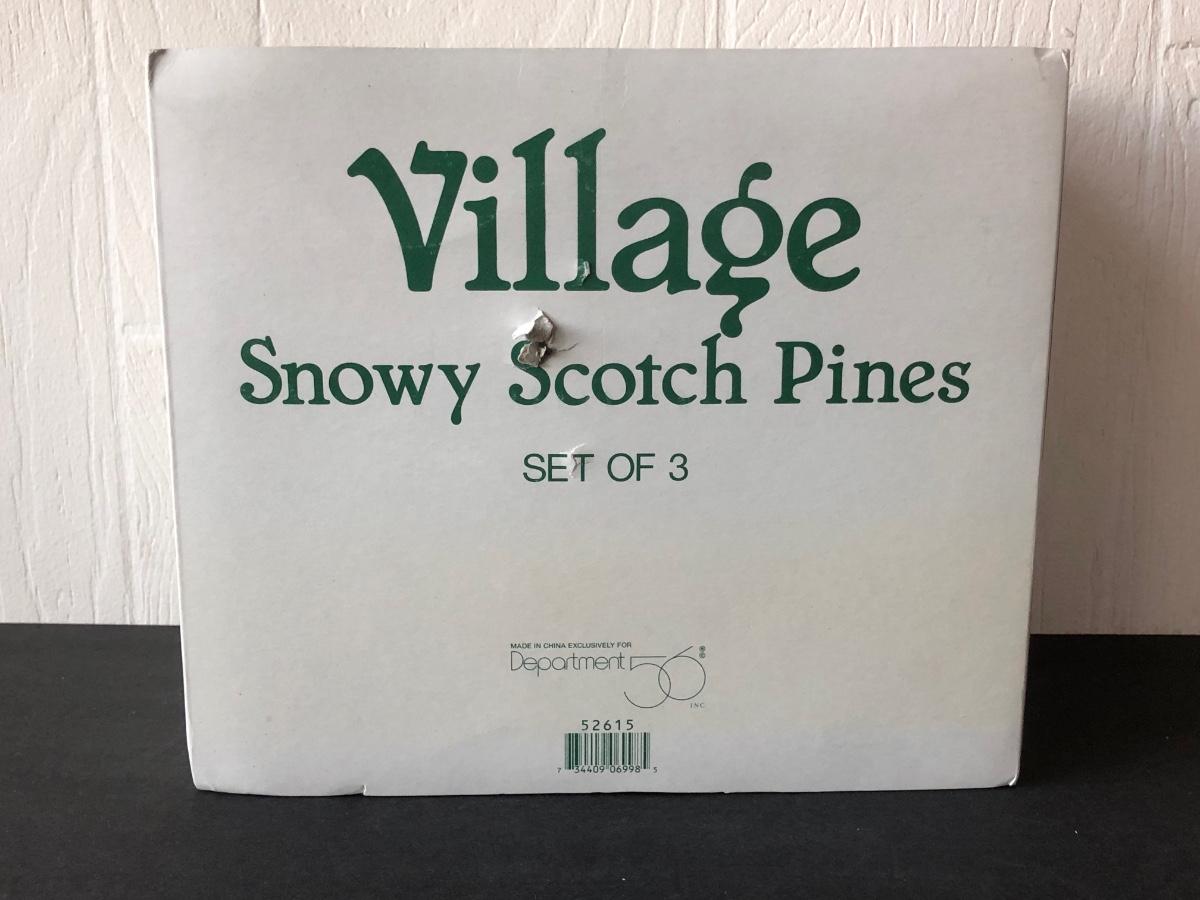 Village
Snowy Scotch Pines
SET OF 3
MADE IN CHINA EXCLUSIVELY FOR
Department 56 ®©
INC
52615
7 34409 06998 5